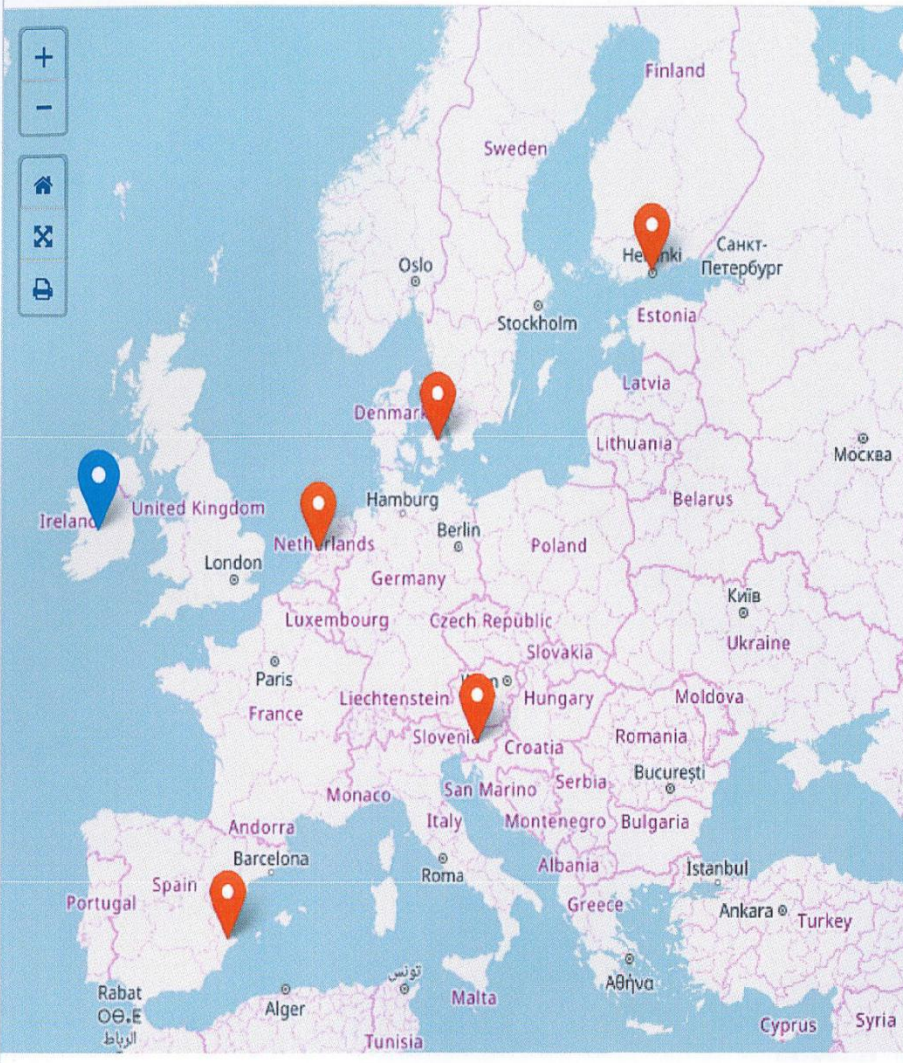 +
−
Finland
Sweden
Санкт-
Петербург
Oslo
Stockholm
Estonia
Latvia
Denmark
Lithuania
Москва
Hamburg
Belarus
United Kingdom
Ireland
Berlin
Netherlands
Poland
London
Germany
Київ
Luxembourg
Czech Republic
Ukraine
Slovakia
Paris
Liechtenstein
Hungary
Moldova
France
Slovenia
Croatia
Romania
București
Serbia
San Marino
Monaco
Italy
Montenegro
Bulgaria
Andorra
Barcelona
Roma
Albania
İstanbul
Spain
Portugal
Greece
Ankara
Turkey
تونس
Αθήνα
Rabat
ⵔⴱⴰⵟ
الرباط
Alger
Malta
Tunisia
Cyprus
Syria